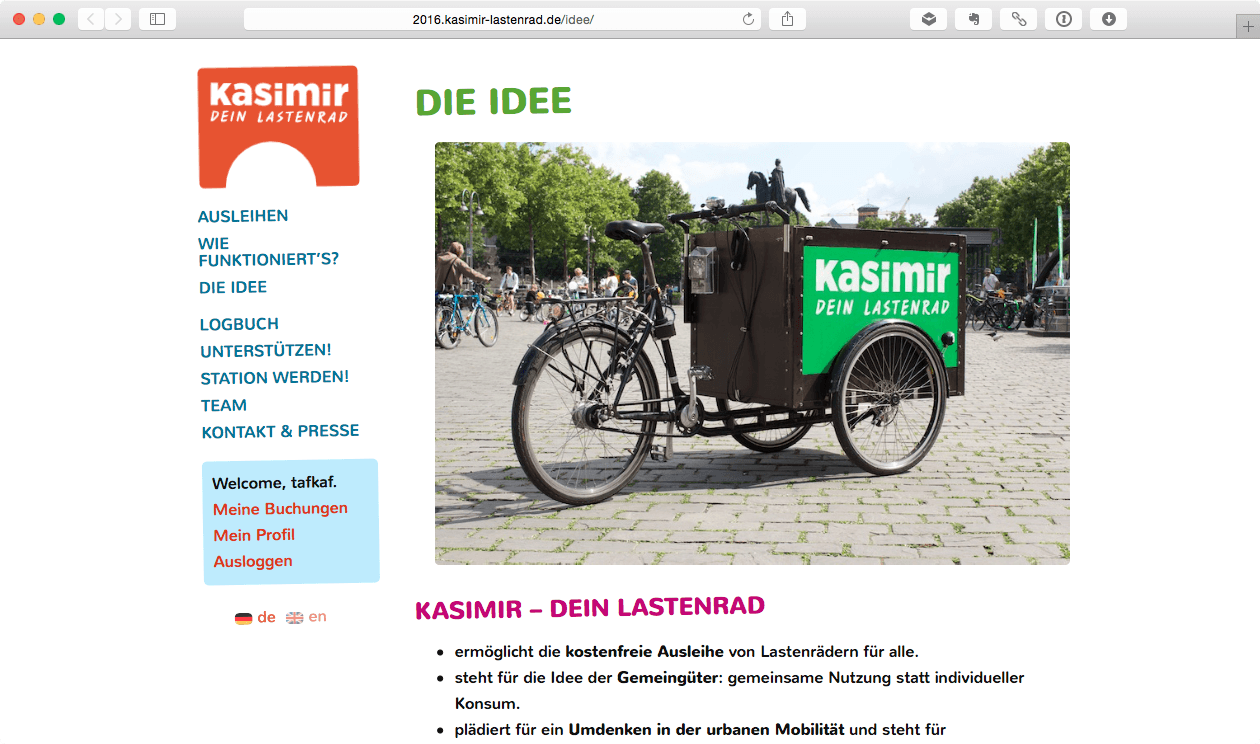 2016.kasimir-lastenrad.de/idee/
Kasimir
DEIN LASTENRAD
AUSLEIHEN
WIE
FUNKTIONIERT'S?
DIE IDEE
LOGBUCH
UNTERSTÜTZEN!
STATION WERDEN!
TEAM
KONTAKT & PRESSE
Welcome, tafkaf.
Meine Buchungen
Mein Profil
Ausloggen
de en
DIE IDEE
Kasimir
DEIN LASTENRAD
KASIMIR – DEIN LASTENRAD
• ermöglicht die kostenfreie Ausleihe von Lastenrädern für alle.
• steht für die Idee der Gemeingüter: gemeinsame Nutzung statt individueller
Konsum.
• plädiert für ein Umdenken in der urbanen Mobilität und steht für